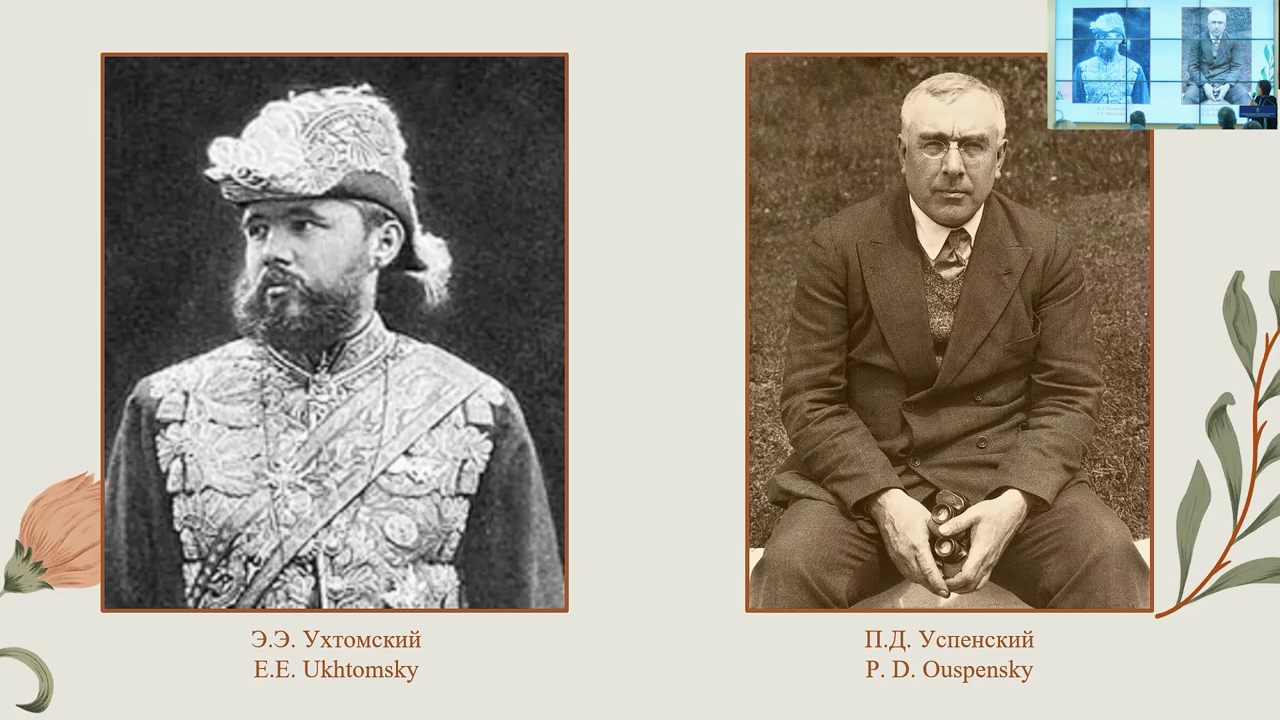 Э.Э. Ухтомский
E.E. Ukhtomsky
П.Д. Успенский
P. D. Ouspensky